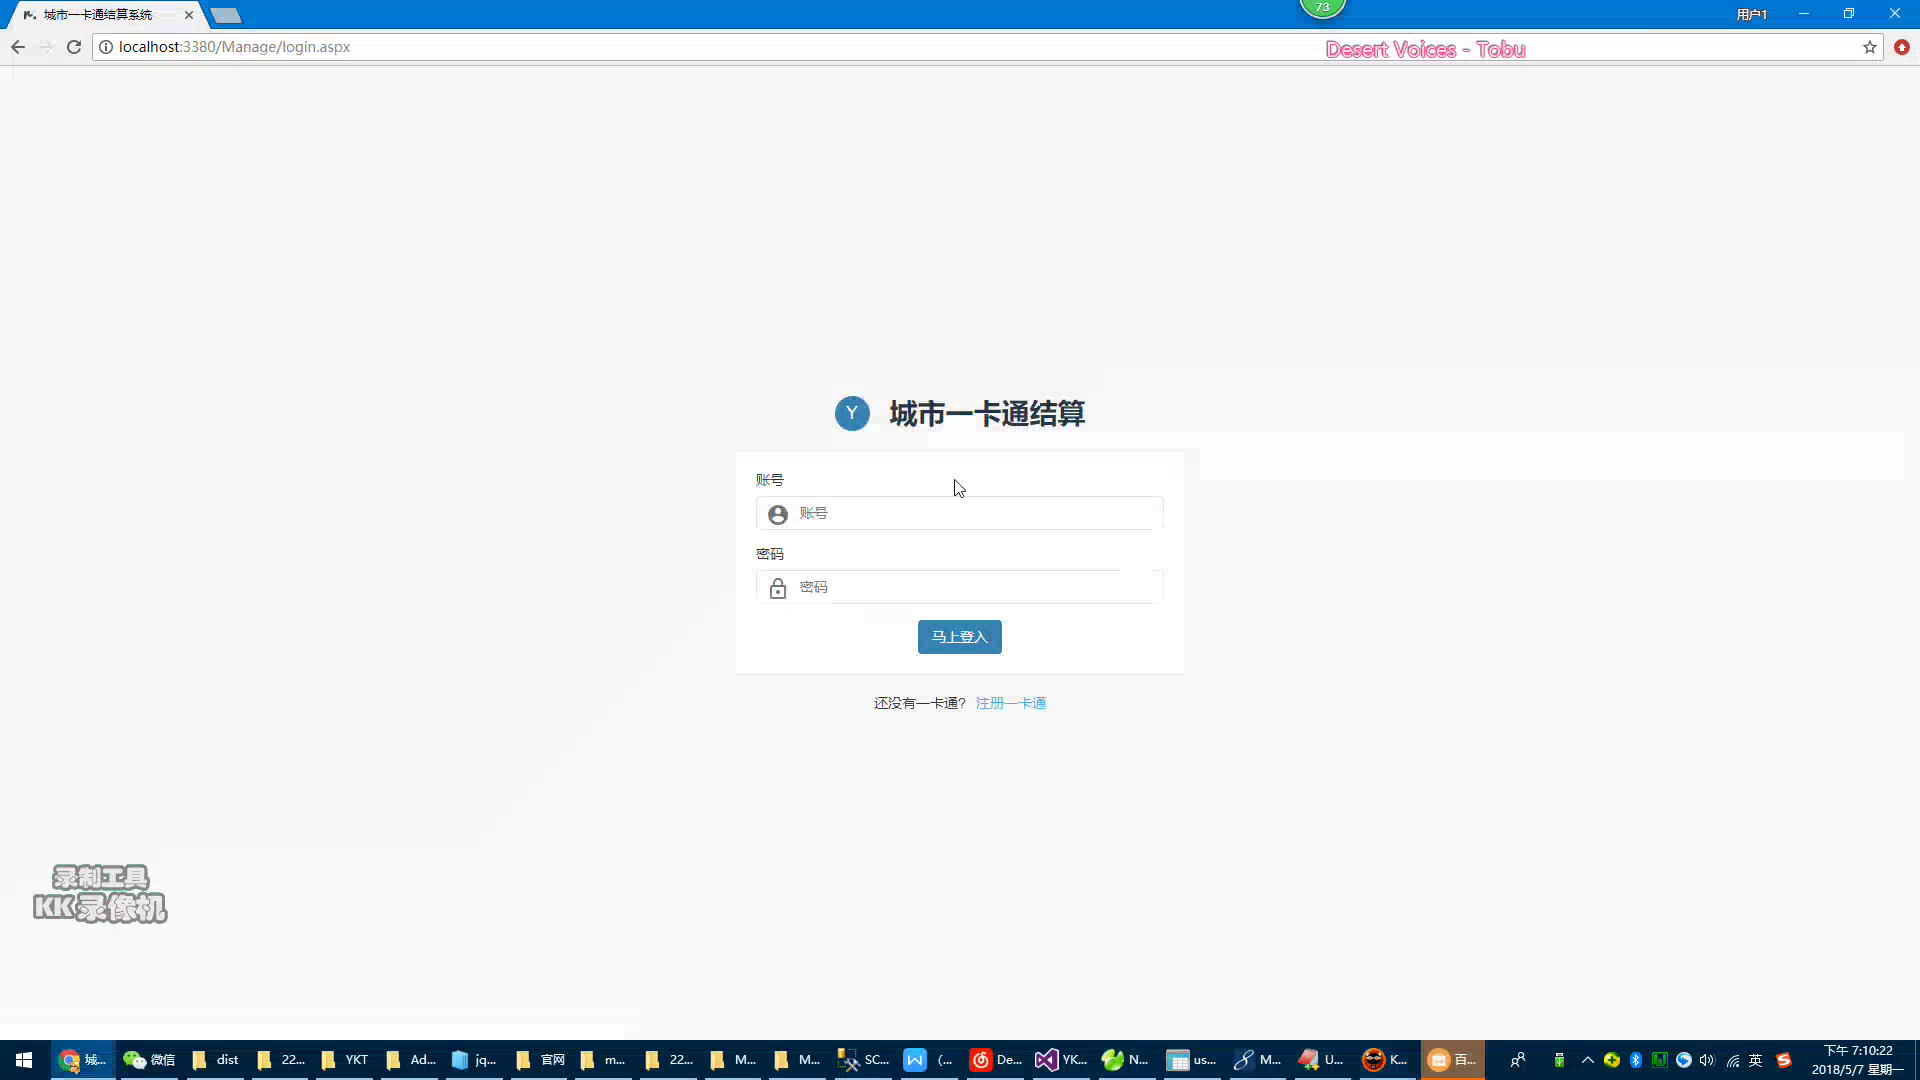 城市一卡通结算系统
73
用户1
localhost:3380/Manage/login.aspx
Desert Voices - Tobu
Y 城市一卡通结算
账号
账号
密码
密码
马上登入
还没有一卡通? 注册一卡通
录制工具
KK录像机
城... 微信 dist 22... YKT Ad... jq... 官网 m... 22... M... M... SC... (... De... YK... N... us... M... U... K... 百... 英
下午 7:10:22
2018/5/7 星期一